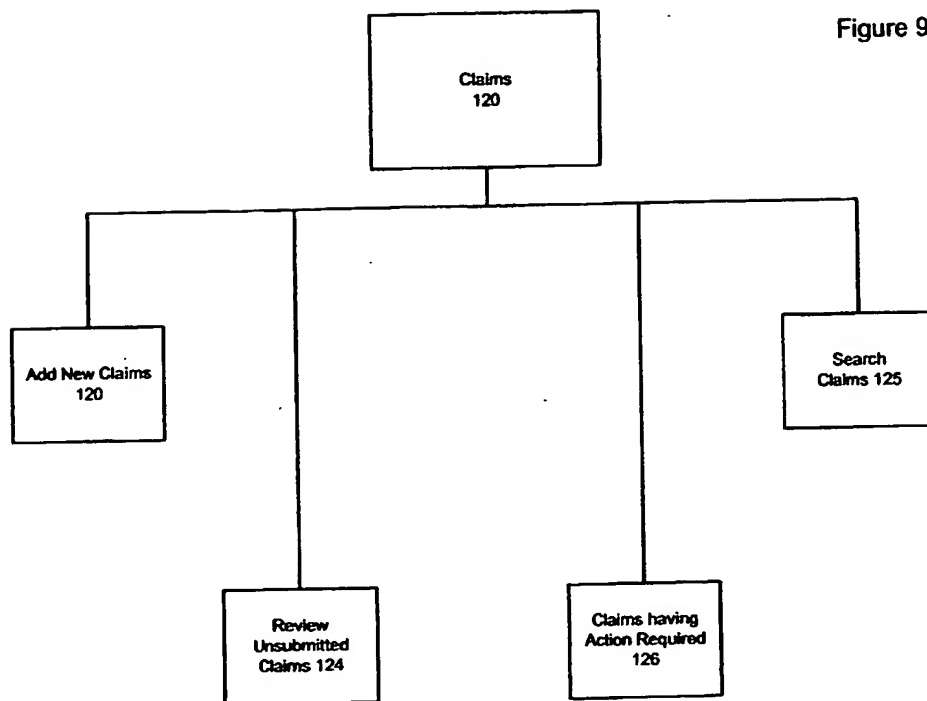 Figure 9
Claims
120
Add New Claims
120
Search
Claims 125
Review
Unsubmitted
Claims 124
Claims having
Action Required
126